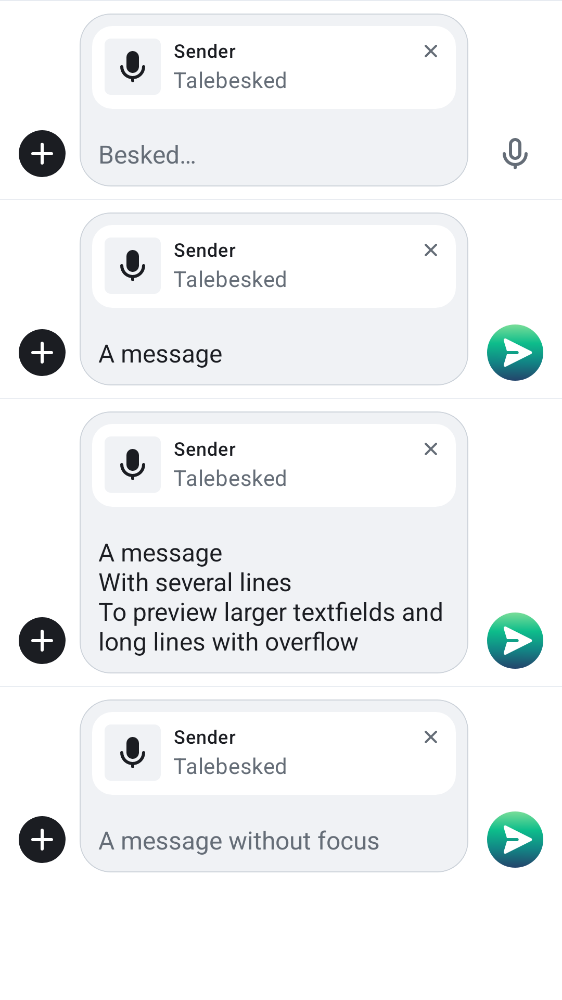 Sender
Talebesked
Besked…
Sender
Talebesked
A message
Sender
Talebesked
A message
With several lines
To preview larger textfields and
long lines with overflow
Sender
Talebesked
A message without focus